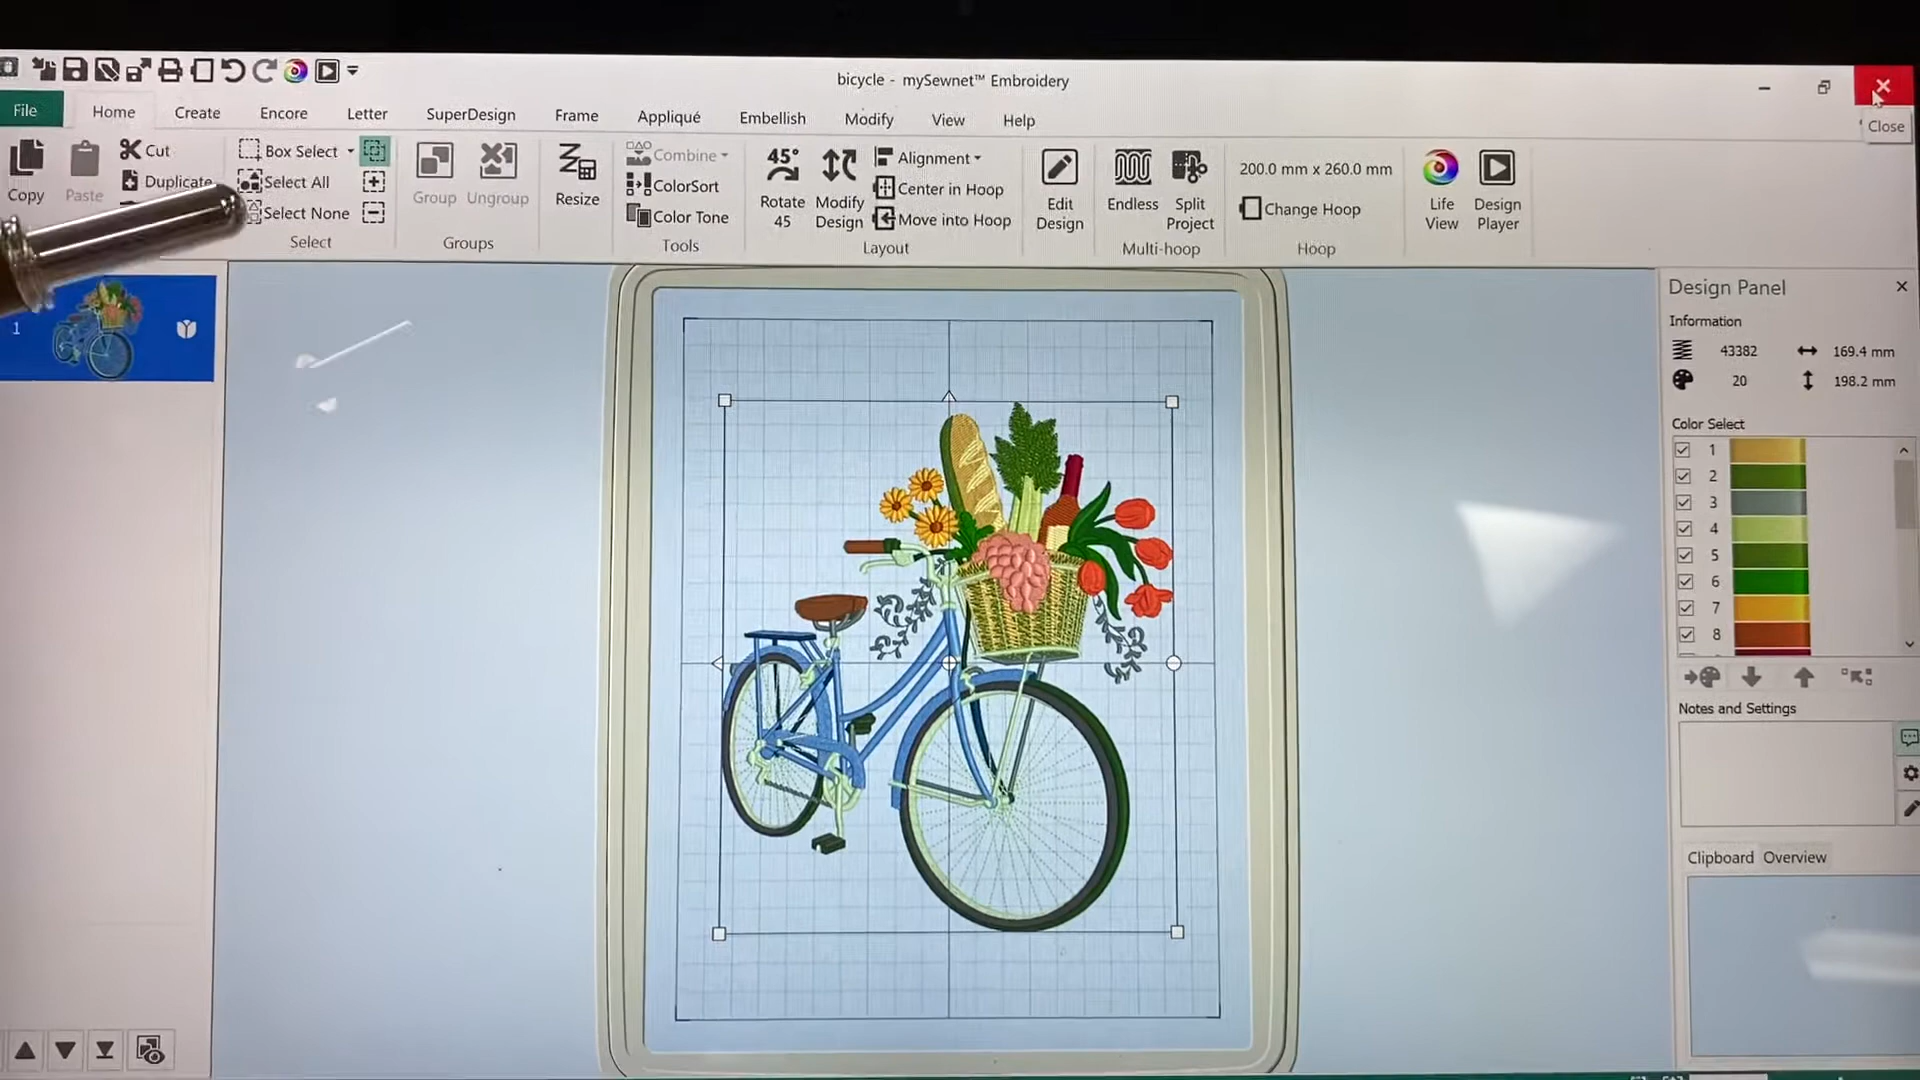 bicycle - mySewnet™ Embroidery
Close
File Home Create Encore Letter SuperDesign Frame Appliqué Embellish Modify View Help
Copy
Paste
Cut
Duplicate
Box Select
Select All
Select None
Select
Group
Ungroup
Groups
Resize
Combine
ColorSort
Color Tone
Tools
45°
Rotate
45
Modify
Design
Alignment
Center in Hoop
Move into Hoop
Layout
Edit
Design
Endless
Split
Project
Multi-hoop
200.0 mm x 260.0 mm
Change Hoop
Hoop
Life
View
Design
Player
1
Design Panel
Information
43382 169.4 mm
20 198.2 mm
Color Select
1
2
3
4
5
6
7
8
Notes and Settings
Clipboard Overview